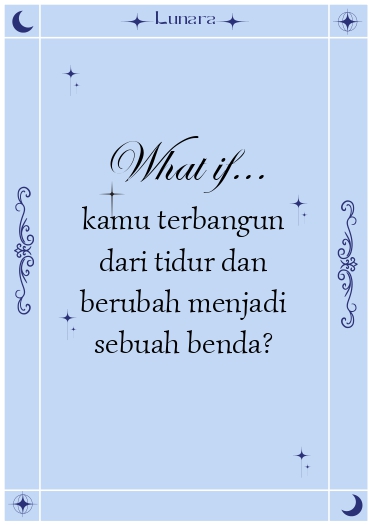 Lunara
What if...
kamu terbangun
dari tidur dan
berubah menjadi
sebuah benda?